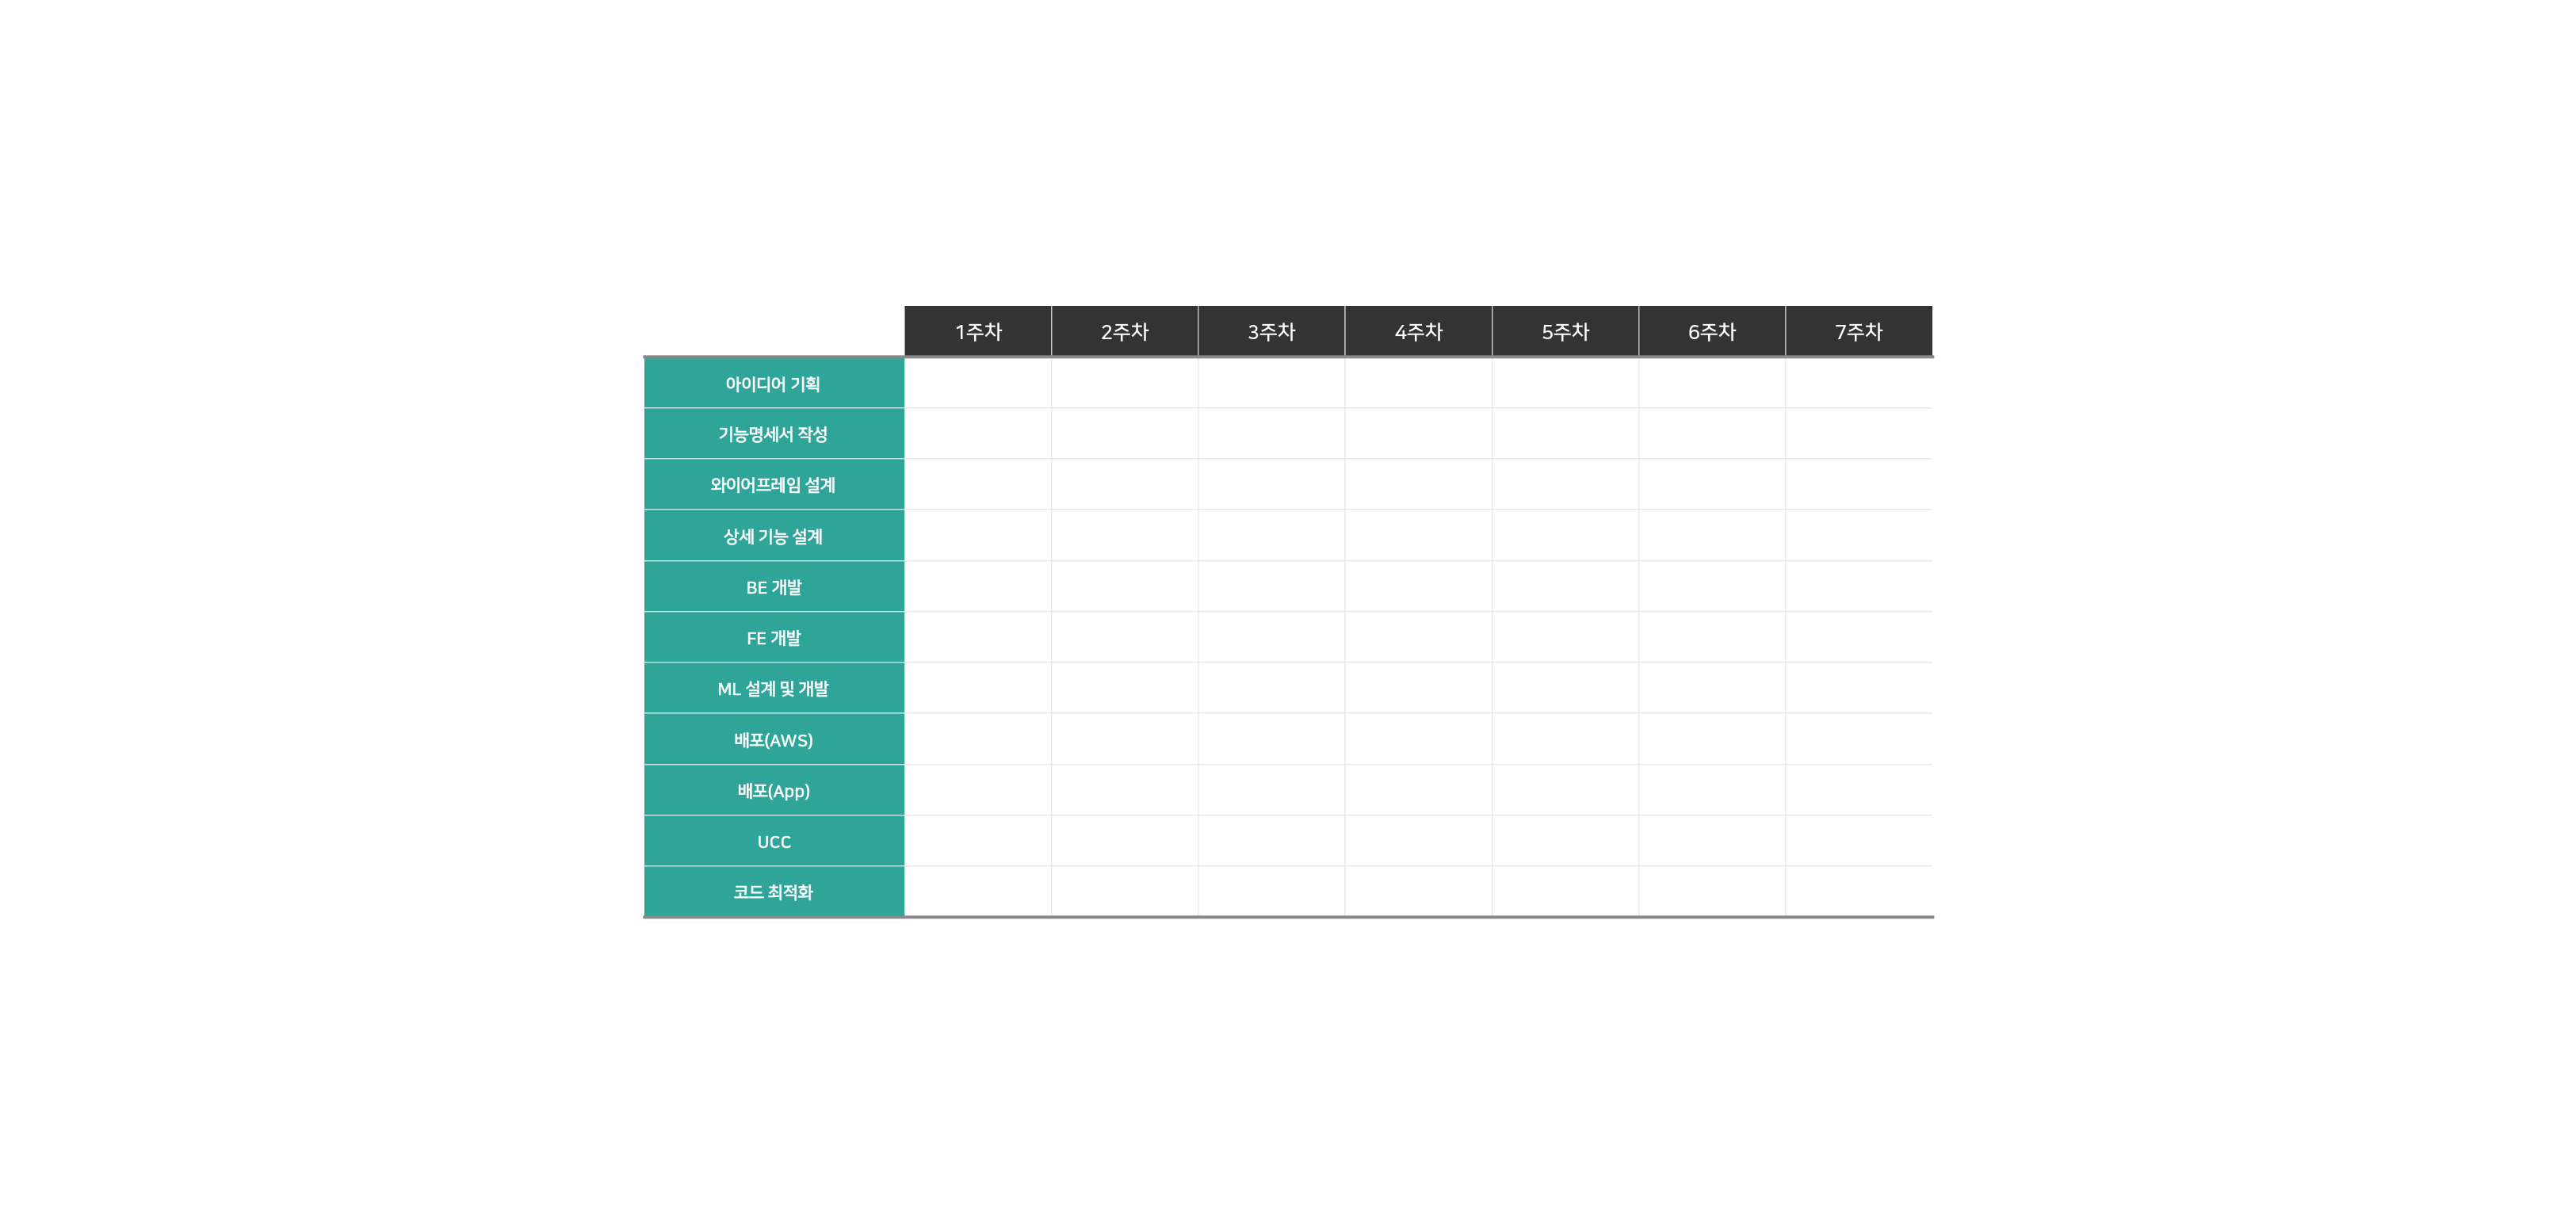 1주차 2주차 3주차 4주차 5주차 6주차 7주차
아이디어 기획
기능명세서 작성
와이어프레임 설계
상세 기능 설계
BE 개발
FE 개발
ML 설계 및 개발
배포(AWS)
배포(App)
UCC
코드 최적화